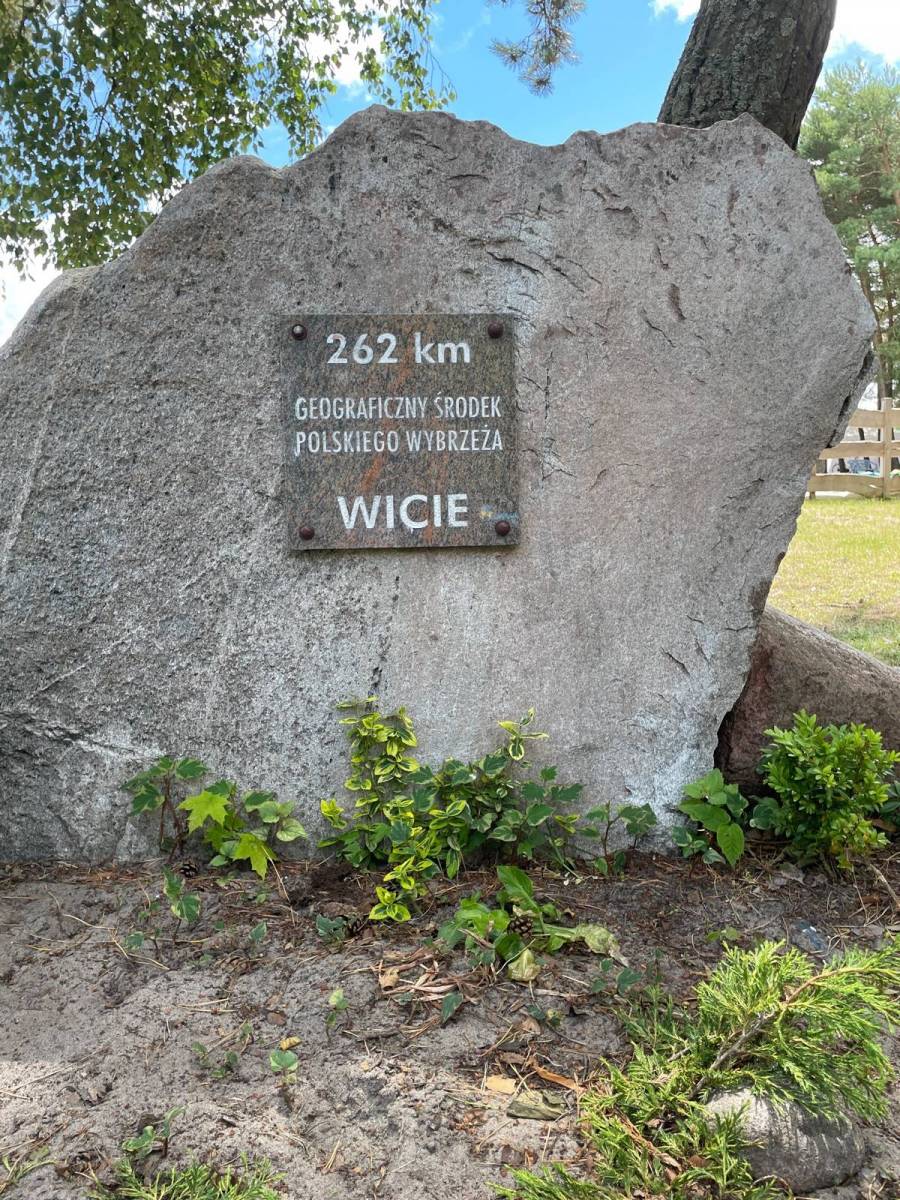 262 km
GEOGRAFICZNY ŚRODEK
POLSKIEGO WYBRZEŻA
WICIE